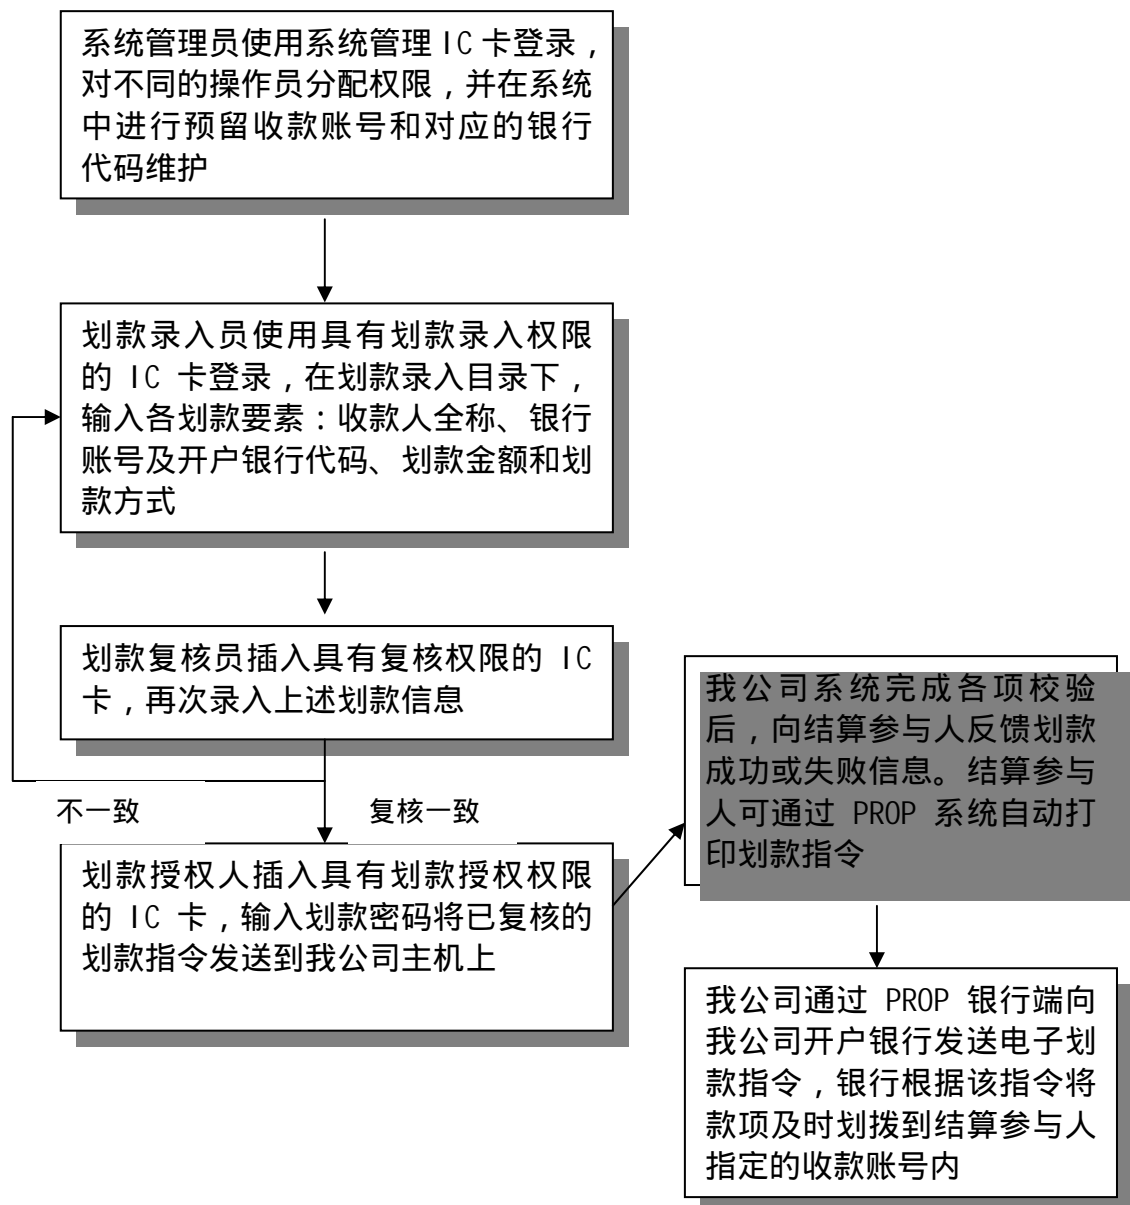 系统管理员使用系统管理 IC 卡登录，
对不同的操作员分配权限，并在系统
中进行预留收款账号和对应的银行
代码维护
划款录入员使用具有划款录入权限
的 IC 卡登录，在划款录入目录下，
输入各划款要素：收款人全称、银行
账号及开户银行代码、划款金额和划
款方式
划款复核员插入具有复核权限的 IC
卡，再次录入上述划款信息
不一致
复核一致
划款授权人插入具有划款授权权限
的 IC 卡，输入划款密码将已复核的
划款指令发送到我公司主机上
我公司系统完成各项校验
后，向结算参与人反馈划款
成功或失败信息。结算参与
人可通过 PROP 系统自动打
印划款指令
我公司通过 PROP 银行端向
我公司开户银行发送电子划
款指令，银行根据该指令将
款项及时划拨到结算参与人
指定的收款账号内